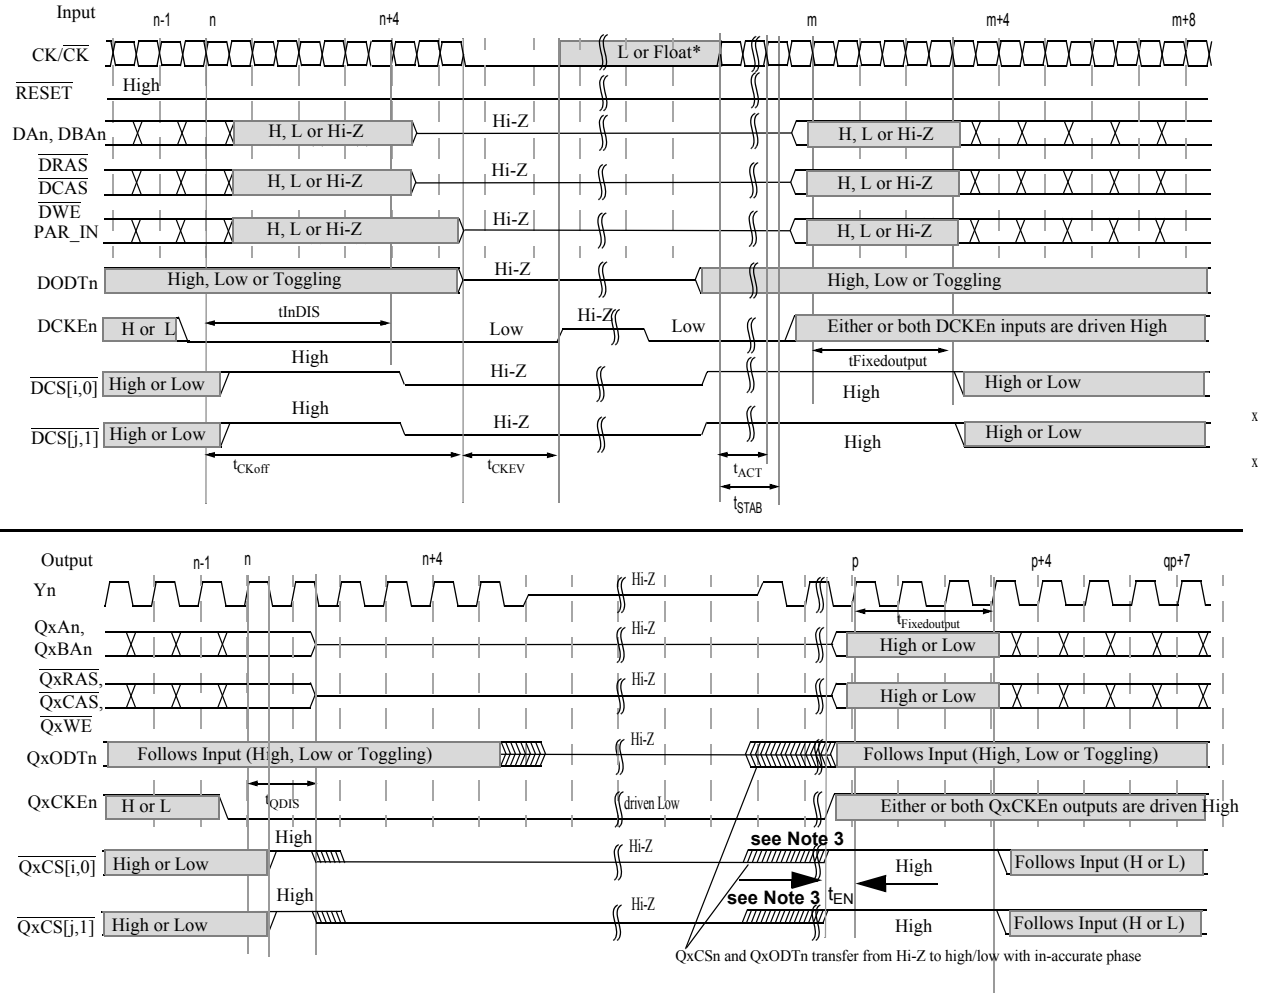 Input
n-1 n n+4 m m+4 m+8
CK/CK L or Float*
RESET High
DAn, DBAn H, L or Hi-Z Hi-Z H, L or Hi-Z
DRAS
DCAS H, L or Hi-Z Hi-Z H, L or Hi-Z
DWE
PAR_IN H, L or Hi-Z Hi-Z H, L or Hi-Z
DODTn High, Low or Toggling Hi-Z High, Low or Toggling
tInDIS Hi-Z
DCKEn H or L Low Low Either or both DCKEn inputs are driven High
High tFixedoutput
DCS[i,0] High or Low Hi-Z High High or Low
High
DCS[j,1] High or Low Hi-Z High High or Low
x
tCKoff tCKEV tACT
x
tSTAB
Output n-1 n n+4 p p+4 qp+7
Yn Hi-Z
tFixedoutput
QxAn,
QxBAn Hi-Z High or Low
QxRAS,
QxCAS, Hi-Z High or Low
QxWE
QxODTn Follows Input (High, Low or Toggling) Hi-Z Follows Input (High, Low or Toggling)
tQDIS
QxCKEn H or L driven Low Either or both QxCKEn outputs are driven High
High Hi-Z see Note 3
QxCS[i,0] High or Low High Follows Input (H or L)
High Hi-Z see Note 3 tEN
QxCS[j,1] High or Low High Follows Input (H or L)
QxCSn and QxODTn transfer from Hi-Z to high/low with in-accurate phase